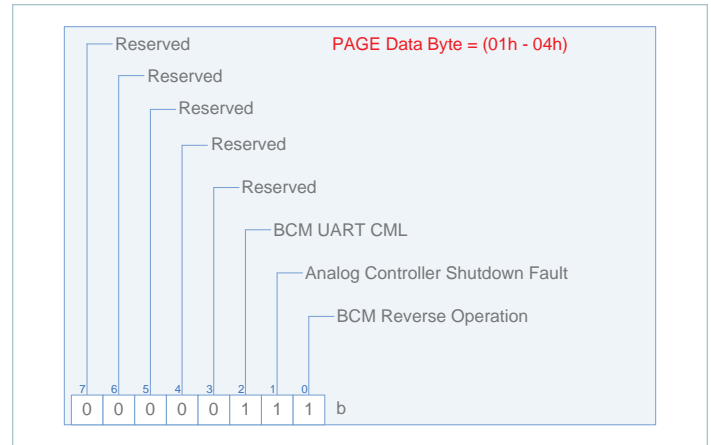 Reserved PAGE Data Byte = (01h - 04h)
Reserved
Reserved
Reserved
Reserved
BCM UART CML
Analog Controller Shutdown Fault
BCM Reverse Operation
7 6 5 4 3 2 1 0
0 0 0 0 0 1 1 1 b